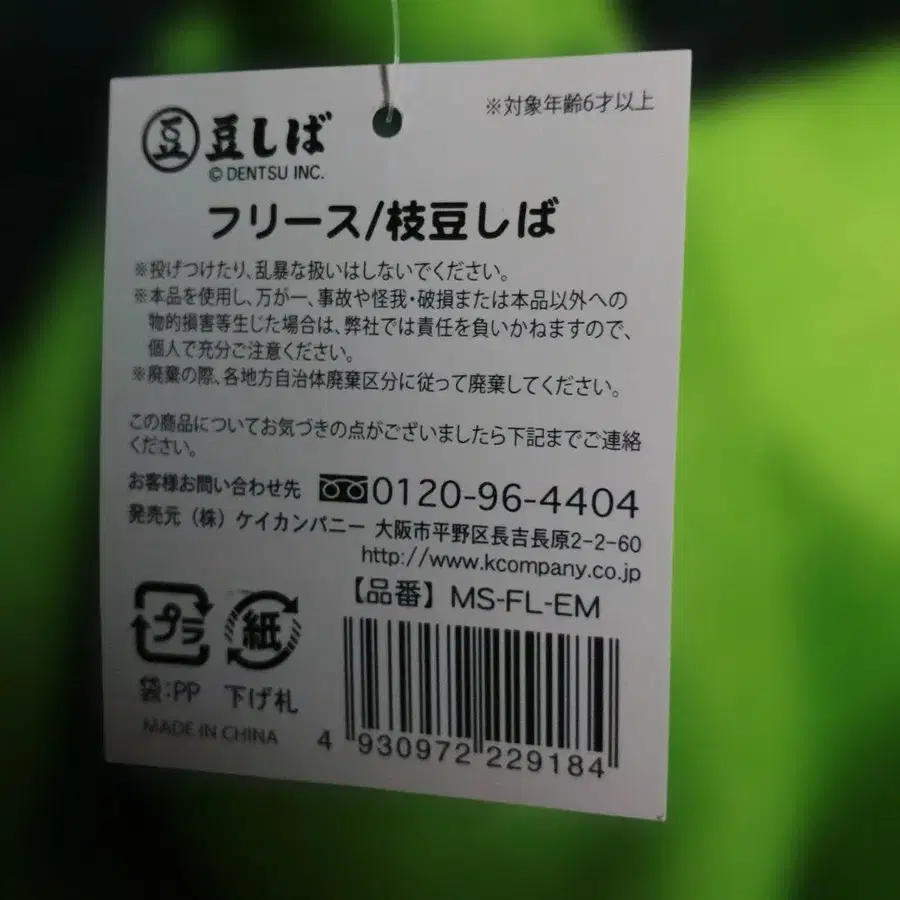 ※対象年齢6才以上
豆 豆しば
© DENTSU INC.
フリース/枝豆しば
※投げつけたり、乱暴な扱いはしないでください。
※本品を使用し、万が一、事故や怪我・破損または本品以外への
物的損害等生じた場合は、弊社では責任を負いかねますので、
個人で充分ご注意ください。
※廃棄の際、各地方自治体廃棄区分に従って廃棄してください。
この商品についてお気づきの点がございましたら下記までご連絡
ください。
お客様お問い合わせ先 0120-96-4404
発売元（株）ケイカンパニー 大阪市平野区長吉長原2-2-60
http://www.kcompany.co.jp
【品番】MS-FL-EM
プラ 紙
袋:PP 下げ札
MADE IN CHINA
4 930972 229184